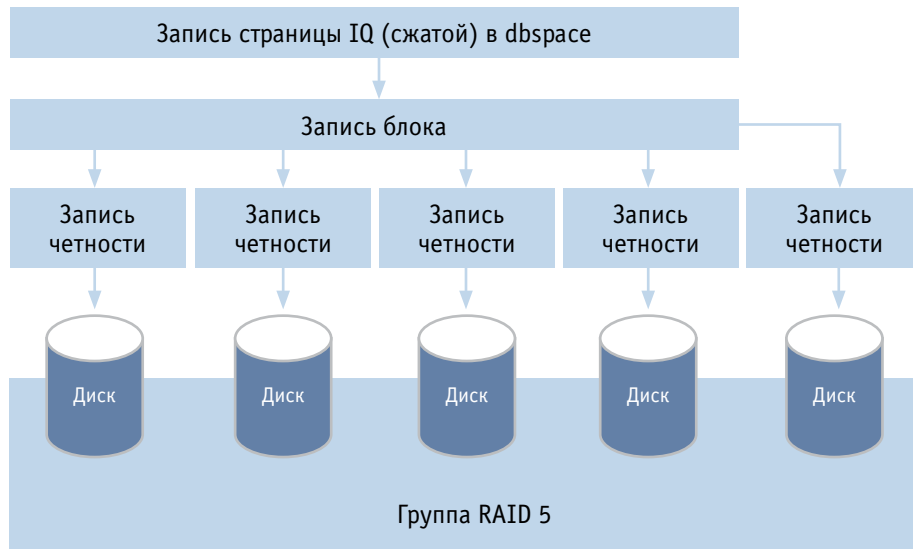 Запись страницы IQ (сжатой) в dbspace
Запись блока
Запись
четности
Запись
четности
Запись
четности
Запись
четности
Запись
четности
Диск
Диск
Диск
Диск
Диск
Группа RAID 5